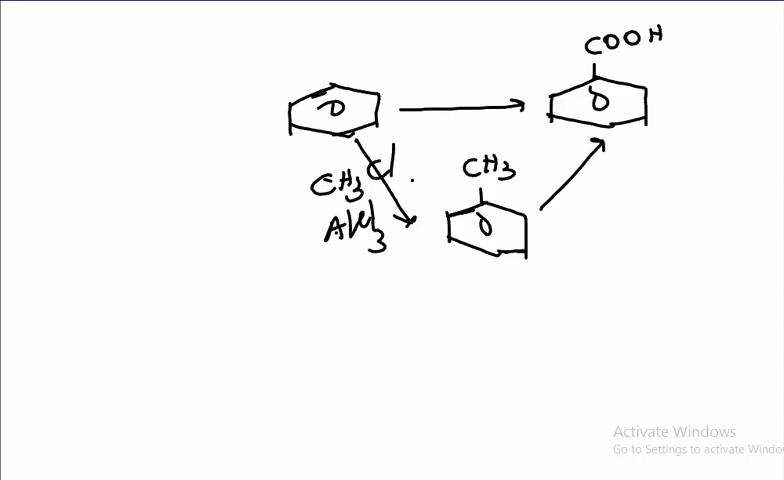 COOH
CH3Cl
AlCl3
CH3
Activate Windows
Go to Settings to activate Windo